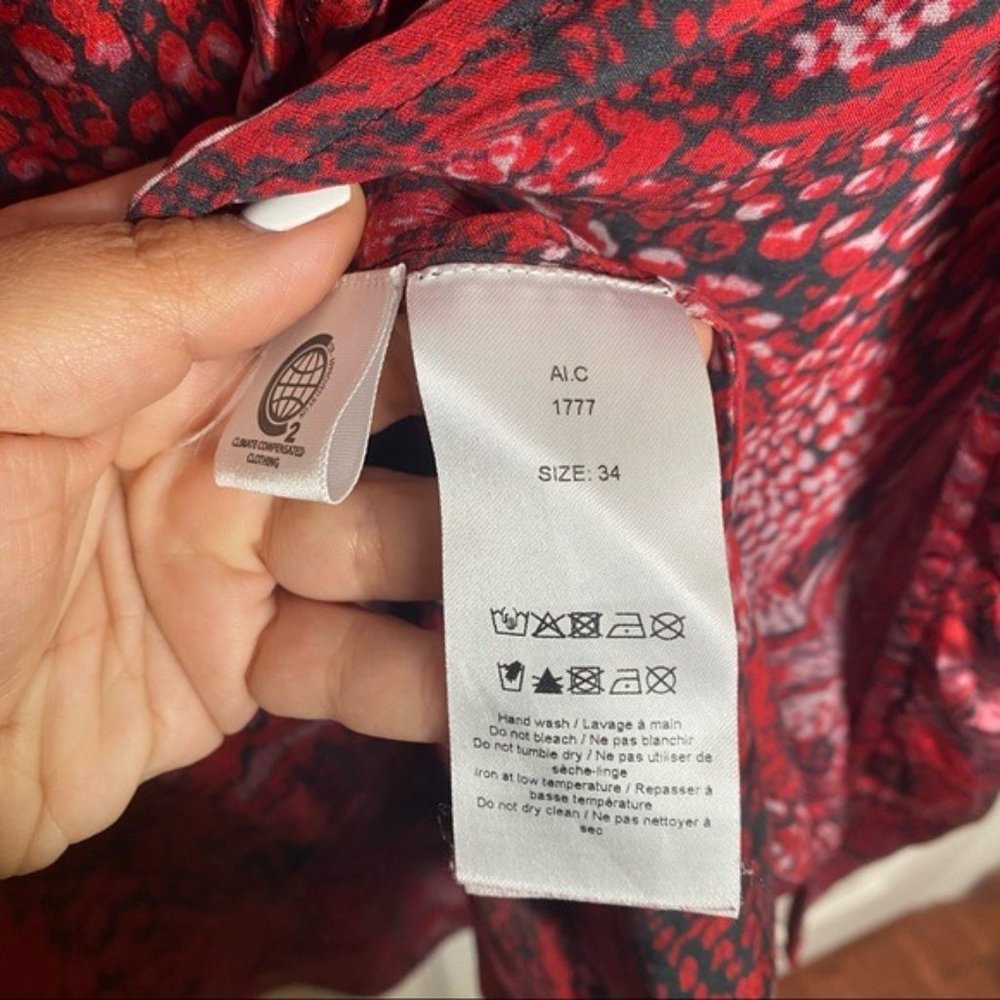 2
CLIMATE COMPENSATED
CLOTHING
AI.C
1777
SIZE: 34
Hand wash / Lavage à main
Do not bleach / Ne pas blanchir
Do not tumble dry / Ne pas utiliser de
sèche-linge
Iron at low temperature / Repasser à
basse température
Do not dry clean / Ne pas nettoyer à
sec